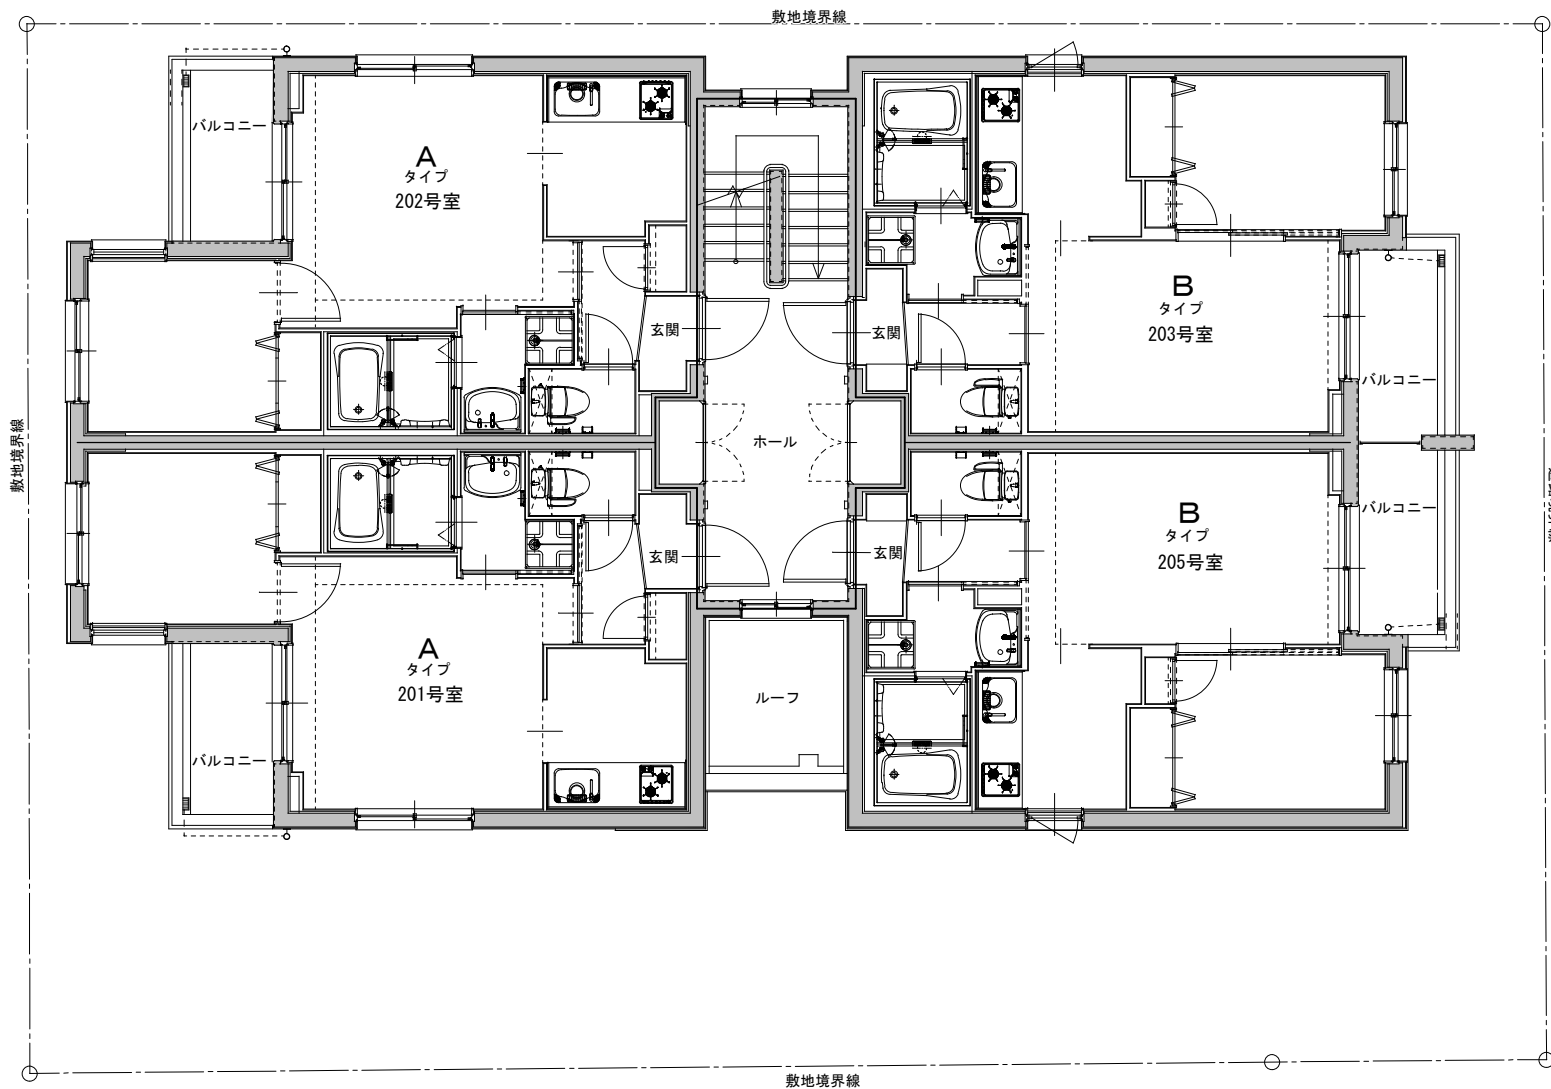 敷地境界線
バルコニー
A
タイプ
202号室
玄関
B
タイプ
203号室
玄関
バルコニー
ホール
敷地境界線
玄関
A
タイプ
201号室
バルコニー
玄関
B
タイプ
205号室
バルコニー
ルーフ
敷地境界線